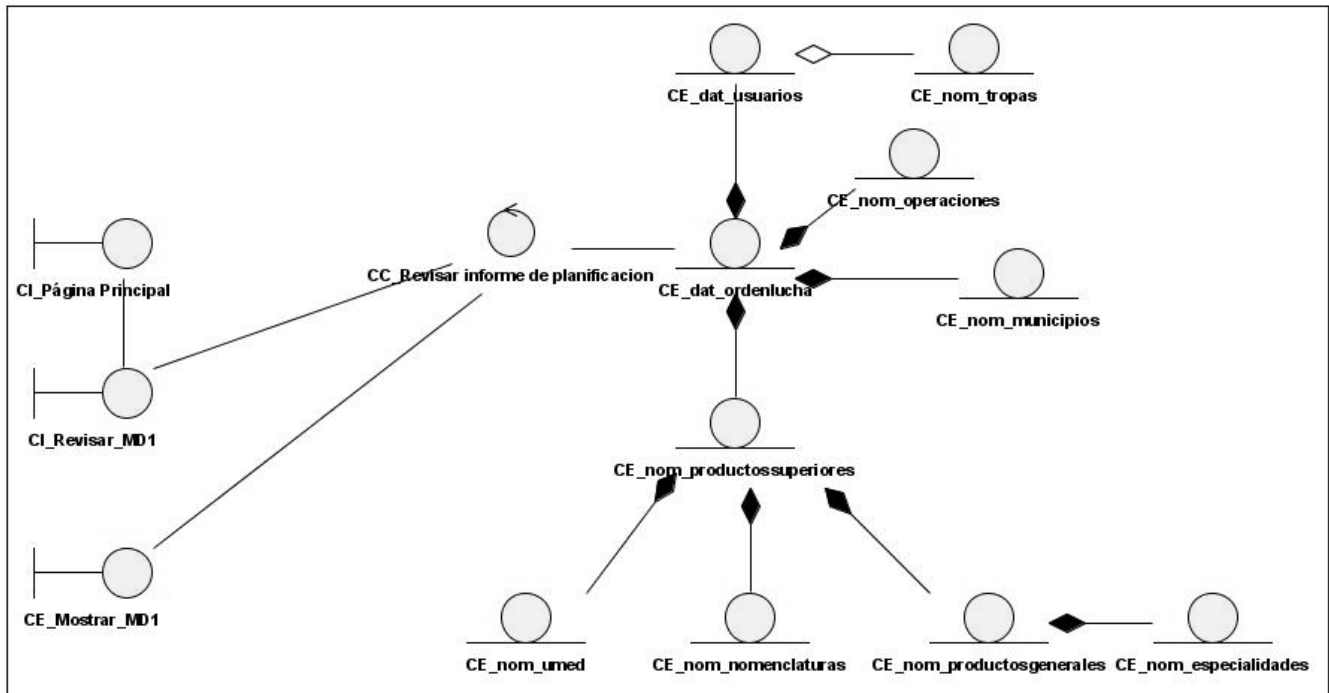 CE_dat_usuarios
CE_nom_tropas
CE_nom_operaciones
CI_Página Principal
CC_Revisar informe de planificacion
CE_dat_ordenlucha
CE_nom_municipios
CI_Revisar_MD1
CE_nom_productossuperiores
CE_Mostrar_MD1
CE_nom_umed
CE_nom_nomenclaturas
CE_nom_productosgenerales
CE_nom_especialidades